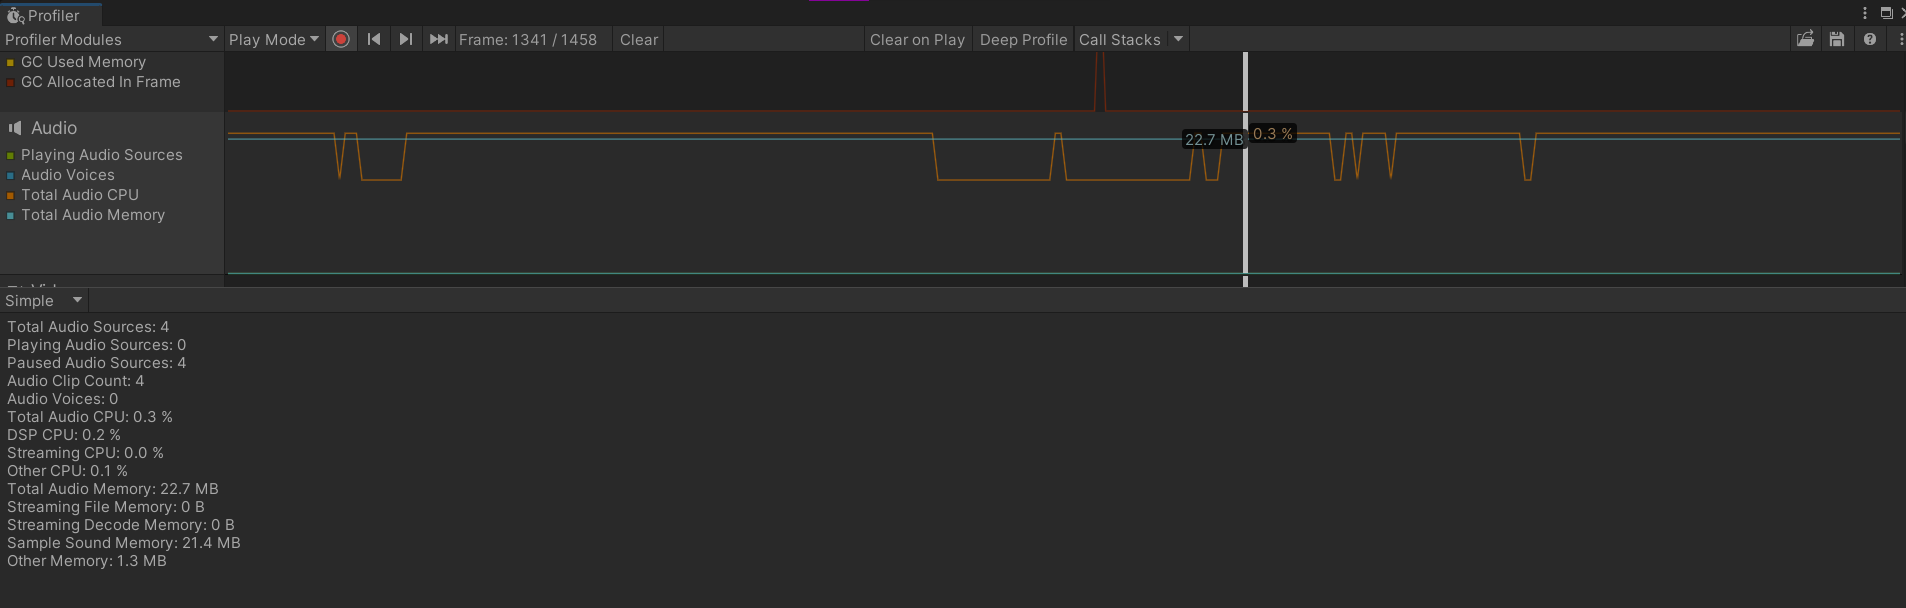 Profiler
Profiler Modules
Play Mode
Frame: 1341 / 1458
Clear
Clear on Play
Deep Profile
Call Stacks
GC Used Memory
GC Allocated In Frame
Audio
22.7 MB
0.3 %
Playing Audio Sources
Audio Voices
Total Audio CPU
Total Audio Memory
Simple
Total Audio Sources: 4
Playing Audio Sources: 0
Paused Audio Sources: 4
Audio Clip Count: 4
Audio Voices: 0
Total Audio CPU: 0.3 %
DSP CPU: 0.2 %
Streaming CPU: 0.0 %
Other CPU: 0.1 %
Total Audio Memory: 22.7 MB
Streaming File Memory: 0 B
Streaming Decode Memory: 0 B
Sample Sound Memory: 21.4 MB
Other Memory: 1.3 MB